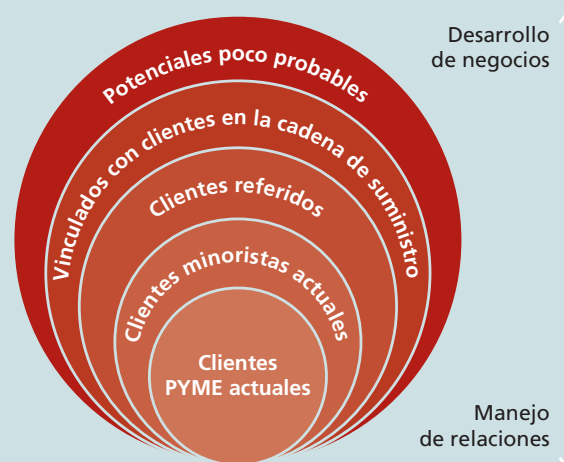 Desarrollo
de negocios
Potenciales poco probables
Vinculados con clientes en la cadena de suministro
Clientes referidos
Clientes minoristas actuales
Clientes
PYME actuales
Manejo
de relaciones